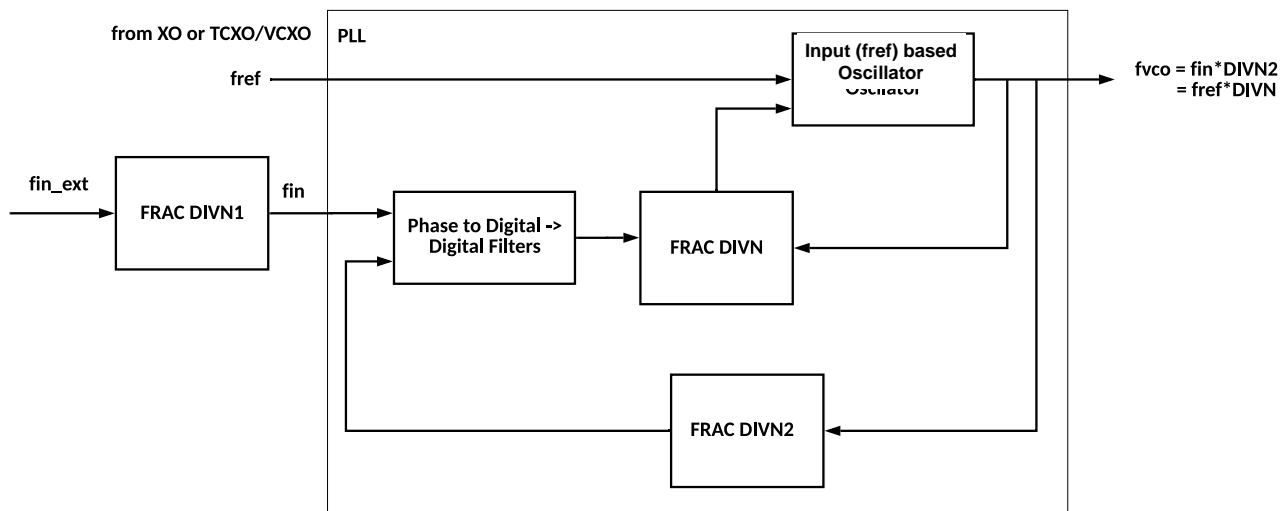 from XO or TCXO/VCXO
PLL
Input (fref) based
Oscillator
fref
fvco = fin*DIVN2
= fref*DIVN
fin_ext
FRAC DIVN1
fin
Phase to Digital ->
Digital Filters
FRAC DIVN
FRAC DIVN2